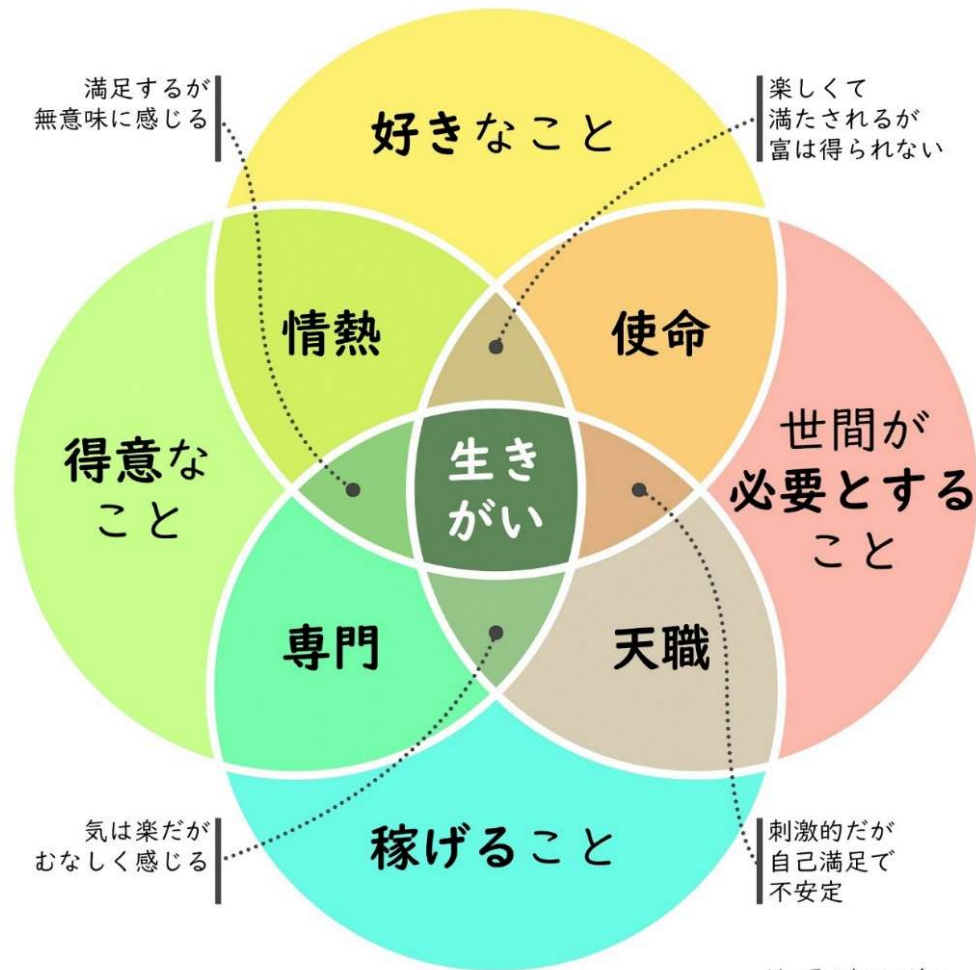 満足するが
無意味に感じる
楽しくて
満たされるが
富は得られない
好きなこと
情熱
使命
得意な
こと
生き
がい
世間が
必要とする
こと
専門
天職
気は楽だが
むなしく感じる
稼げること
刺激的だが
自己満足で
不安定